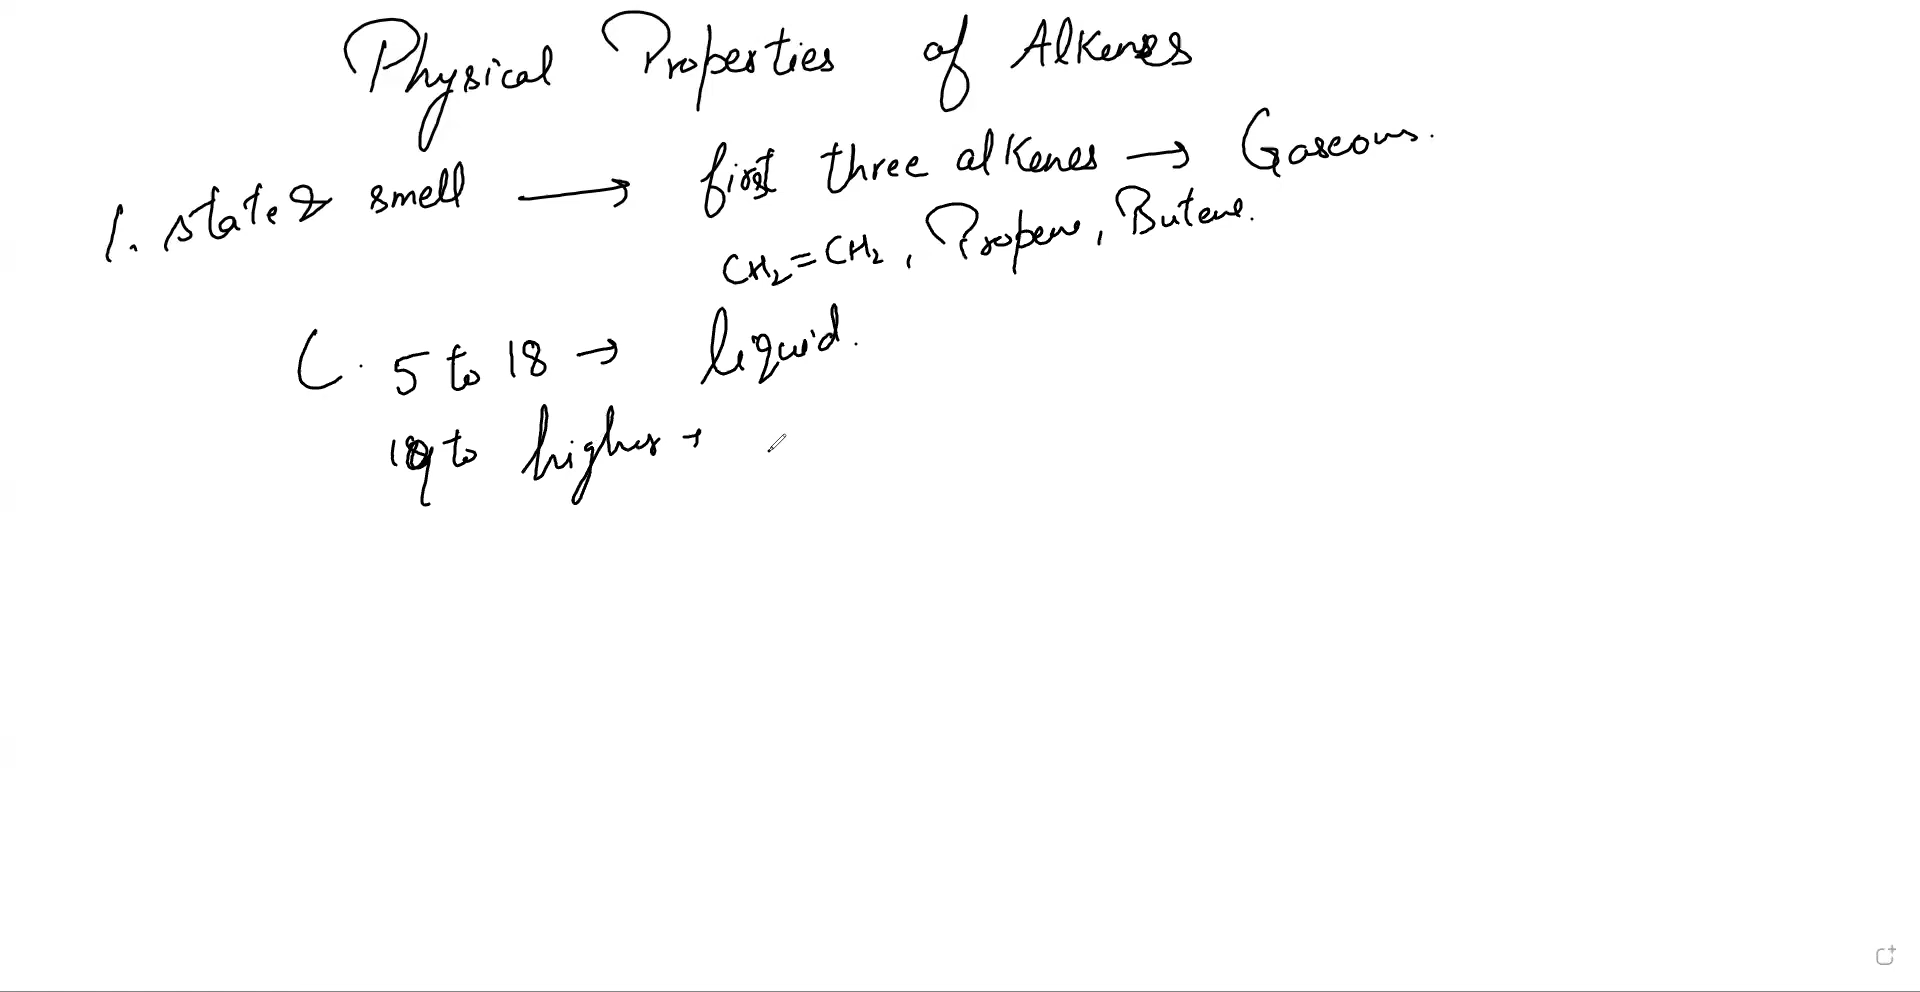 Physical Properties of Alkenes
1. state & smell → first three alkenes → Gaseous.
CH₂=CH₂, Propene, Butene.
C. 5 to 18 → liquid.
19 to higher →